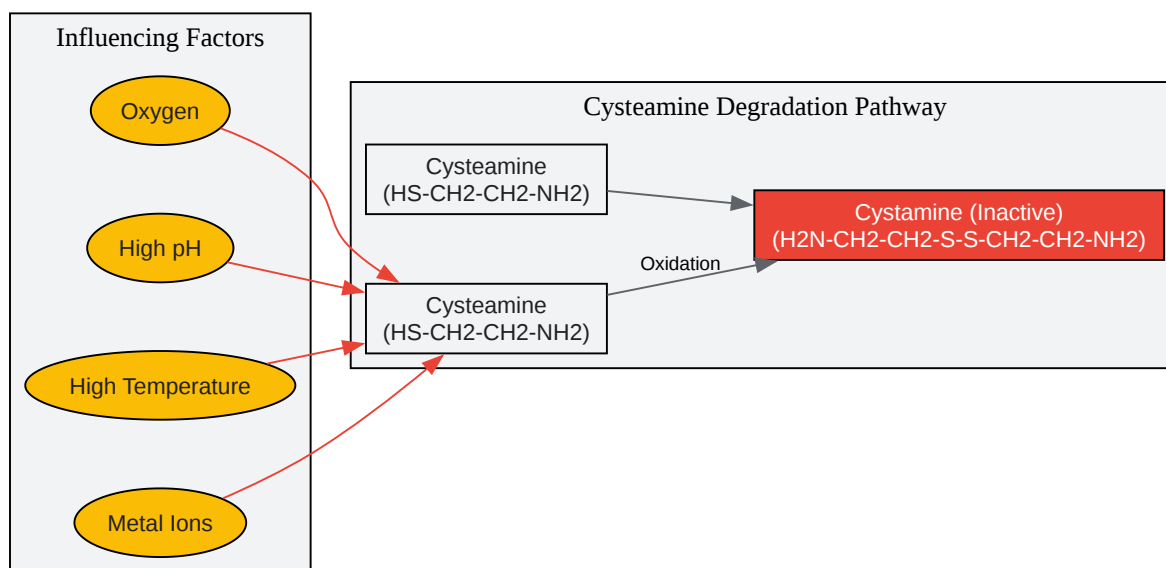 Influencing Factors
Oxygen
High pH
High Temperature
Metal Ions
Cysteamine Degradation Pathway
Cysteamine
(HS-CH2-CH2-NH2)
Cysteamine
(HS-CH2-CH2-NH2)
Oxidation
Cystamine (Inactive)
(H2N-CH2-CH2-S-S-CH2-CH2-NH2)